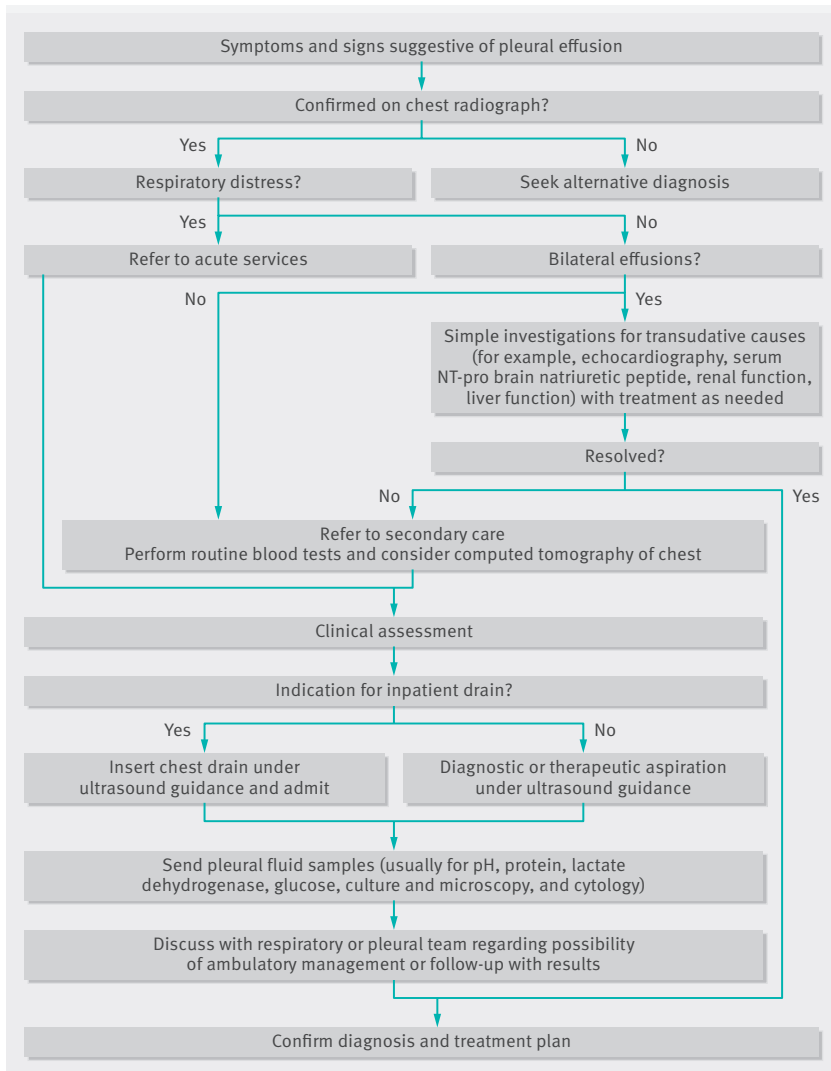 Symptoms and signs suggestive of pleural effusion
Confirmed on chest radiograph?
Yes
No
Respiratory distress?
Seek alternative diagnosis
Yes
No
Refer to acute services
Bilateral effusions?
No
Yes
Simple investigations for transudative causes
(for example, echocardiography, serum
NT-pro brain natriuretic peptide, renal function,
liver function) with treatment as needed
Resolved?
No
Yes
Refer to secondary care
Perform routine blood tests and consider computed tomography of chest
Clinical assessment
Indication for inpatient drain?
Yes
No
Insert chest drain under
ultrasound guidance and admit
Diagnostic or therapeutic aspiration
under ultrasound guidance
Send pleural fluid samples (usually for pH, protein, lactate
dehydrogenase, glucose, culture and microscopy, and cytology)
Discuss with respiratory or pleural team regarding possibility
of ambulatory management or follow-up with results
Confirm diagnosis and treatment plan